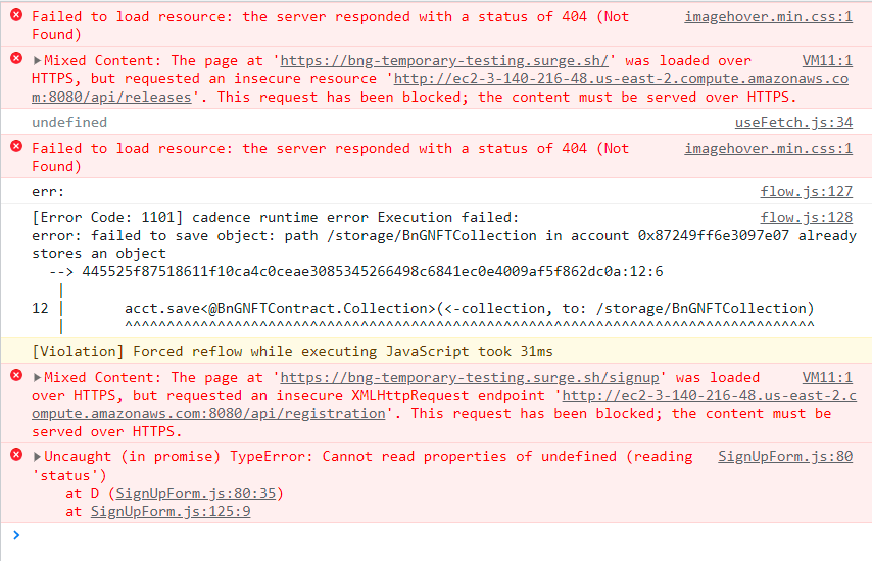 Failed to load resource: the server responded with a status of 404 (Not imagehover.min.css:1
Found)
▶Mixed Content: The page at 'https://bng-temporary-testing.surge.sh/' was loaded over VM11:1
HTTPS, but requested an insecure resource 'http://ec2-3-140-216-48.us-east-2.compute.amazonaws.co
m:8080/api/releases'. This request has been blocked; the content must be served over HTTPS.
undefined useFetch.js:34
Failed to load resource: the server responded with a status of 404 (Not imagehover.min.css:1
Found)
err: flow.js:127
[Error Code: 1101] cadence runtime error Execution failed: flow.js:128
error: failed to save object: path /storage/BnGNFTCollection in account 0x87249ff6e3097e07 already
stores an object
--> 445525f87518611f10ca4c0ceae3085345266498c6841ec0e4009af5f862dc0a:12:6
|
12 | acct.save<@BnGNFTContract.Collection>(<-collection, to: /storage/BnGNFTCollection)
| ^^^^^^^^^^^^^^^^^^^^^^^^^^^^^^^^^^^^^^^^^^^^^^^^^^^^^^^^^^^^^^^^^^^^^^^^^^^^^^^^^^
[Violation] Forced reflow while executing JavaScript took 31ms
▶Mixed Content: The page at 'https://bng-temporary-testing.surge.sh/signup' was loaded VM11:1
over HTTPS, but requested an insecure XMLHttpRequest endpoint 'http://ec2-3-140-216-48.us-east-2.c
ompute.amazonaws.com:8080/api/registration'. This request has been blocked; the content must be
served over HTTPS.
▶Uncaught (in promise) TypeError: Cannot read properties of undefined (reading SignUpForm.js:80
'status')
at D (SignUpForm.js:80:35)
at SignUpForm.js:125:9
>